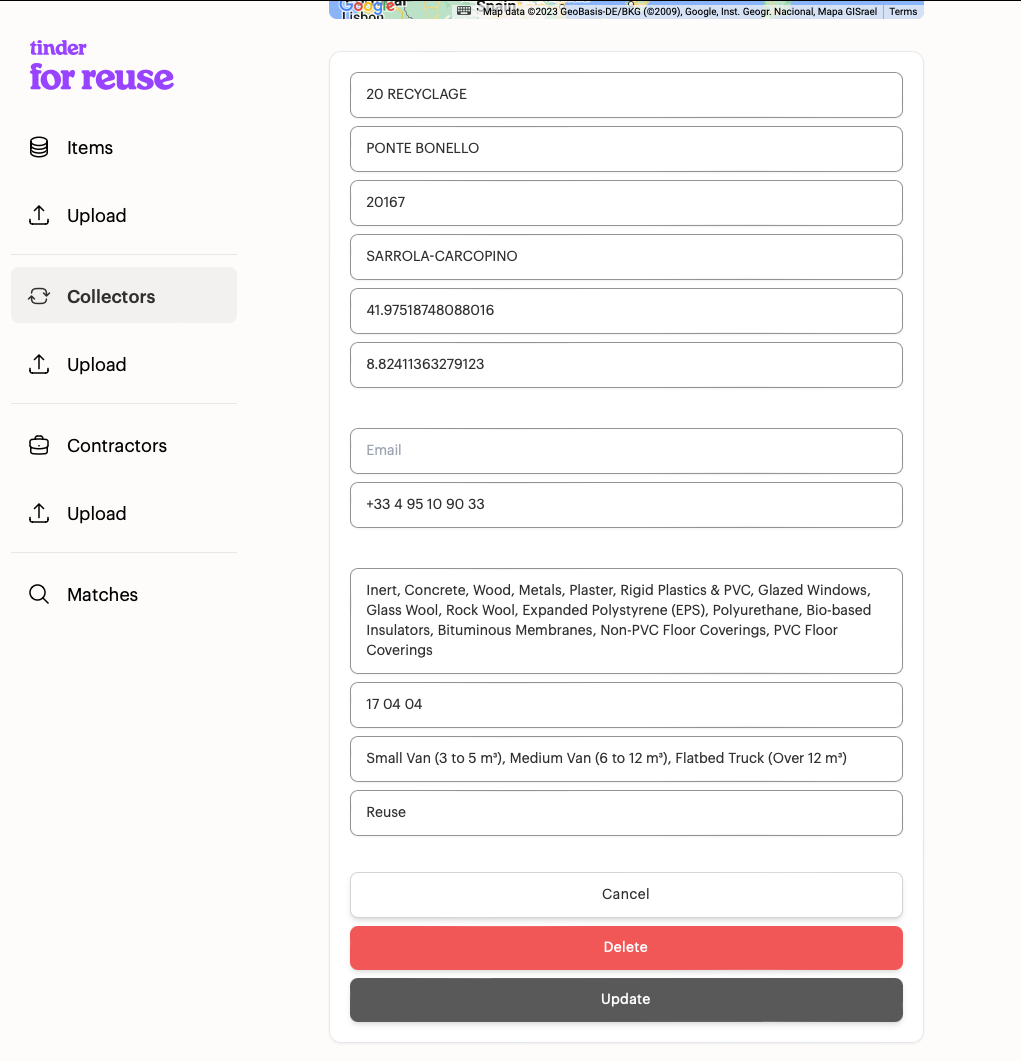 Google
Lisbon
Spain
Map data ©2023 GeoBasis-DE/BKG (©2009), Google, Inst. Geogr. Nacional, Mapa GISrael
Terms
tinder
for reuse
Items
Upload
Collectors
Upload
Contractors
Upload
Matches
20 RECYCLAGE
PONTE BONELLO
20167
SARROLA-CARCOPINO
41.97518748088016
8.82411363279123
Email
+33 4 95 10 90 33
Inert, Concrete, Wood, Metals, Plaster, Rigid Plastics & PVC, Glazed Windows,
Glass Wool, Rock Wool, Expanded Polystyrene (EPS), Polyurethane, Bio-based
Insulators, Bituminous Membranes, Non-PVC Floor Coverings, PVC Floor
Coverings
17 04 04
Small Van (3 to 5 m³), Medium Van (6 to 12 m³), Flatbed Truck (Over 12 m³)
Reuse
Cancel
Delete
Update